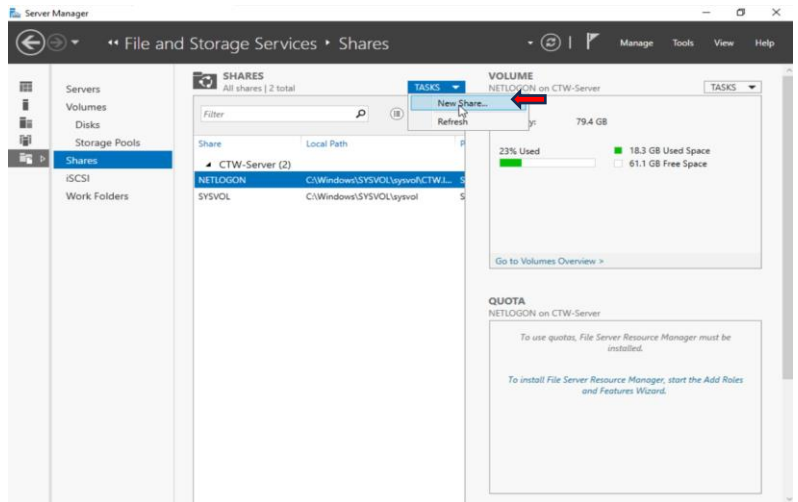 Server Manager
File and Storage Services • Shares
Manage Tools View Help
Servers
Volumes
Disks
Storage Pools
Shares
iSCSI
Work Folders
SHARES
All shares | 2 total
TASKS
New Share...
Refresh
Filter
Share Local Path P
CTW-Server (2)
NETLOGON C:\Windows\SYSVOL\sysvol\CTW.I... S
SYSVOL C:\Windows\SYSVOL\sysvol S
VOLUME
NETLOGON on CTW-Server
TASKS
79.4 GB
23% Used
18.3 GB Used Space
61.1 GB Free Space
Go to Volumes Overview >
QUOTA
NETLOGON on CTW-Server
To use quotas, File Server Resource Manager must be
installed.
To install File Server Resource Manager, start the Add Roles
and Features Wizard.